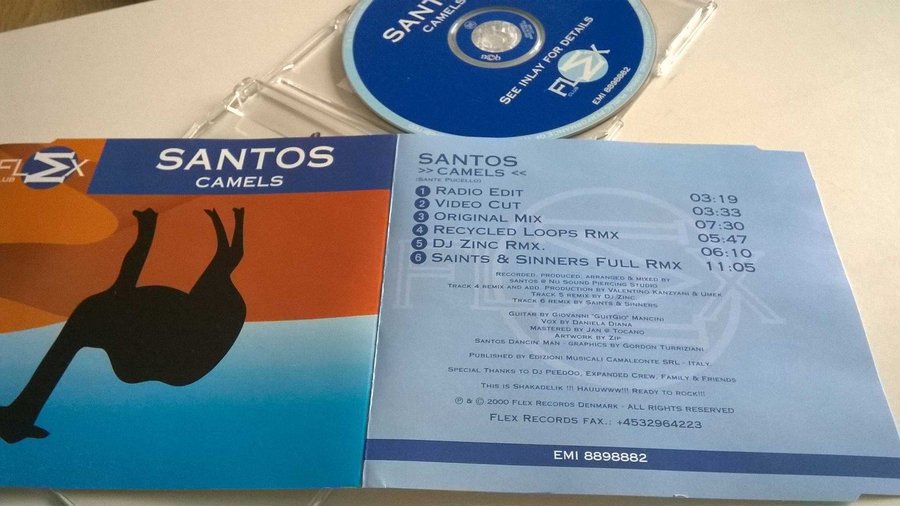 SANTOS
CAMELS
SEE INLAY FOR DETAILS
FLEX
CLUB
EMI 8898882
FLEX
SANTOS
CAMELS
SANTOS
>> CAMELS <<
(Sante Pucello)
1 Radio Edit 03:19
2 Video Cut 03:33
3 Original Mix 07:30
4 Recycled Loops Rmx 05:47
5 Dj Zinc Rmx. 06:10
6 Saints & Sinners Full Rmx 11:05
Recorded, produced, arranged & mixed by
Santos @ Nu Sound Piercing Studio
Track 4 remix and add. Production by Valentino Kanzyani & Umek
Track 5 remix by DJ Zinc.
Track 6 remix by Saints & Sinners
Guitar by Giovanni "GuitGio" Mancini
Vox by Daniela Diana
Mastered by Jan @ Tocano
Artwork by Zip
Santos Dancin' Man - graphics by Gordon Turriziani
Published by Edizioni Musicali Camaleonte SRL - Italy.
Special Thanks to Dj PeEdOo, Expanded Crew, Family & Friends
This is Shakadelik !!! Hauuwww!!! Ready to rock!!!
℗ & © 2000 Flex Records Denmark - All rights reserved
Flex Records fax.: +4532964223
FLEX
EMI 8898882